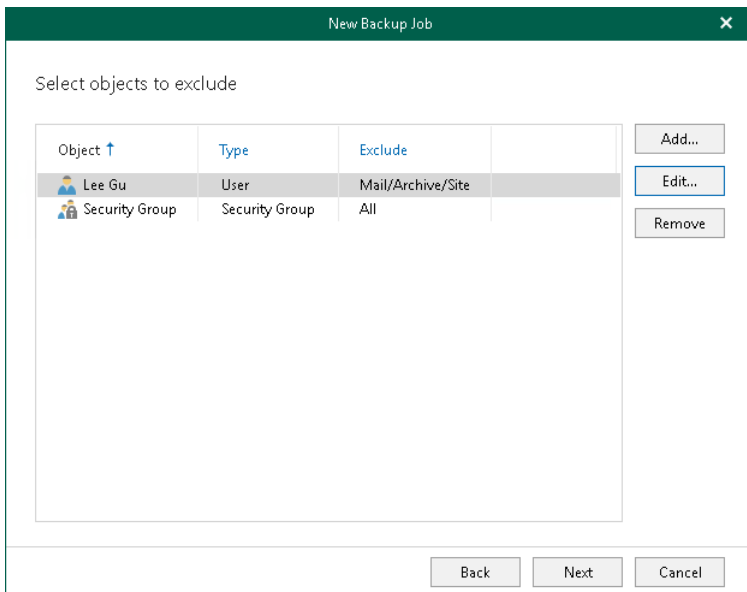 New Backup Job
Select objects to exclude
Object Type Exclude
Lee Gu User Mail/Archive/Site
Security Group Security Group All
Add...
Edit...
Remove
Back Next Cancel